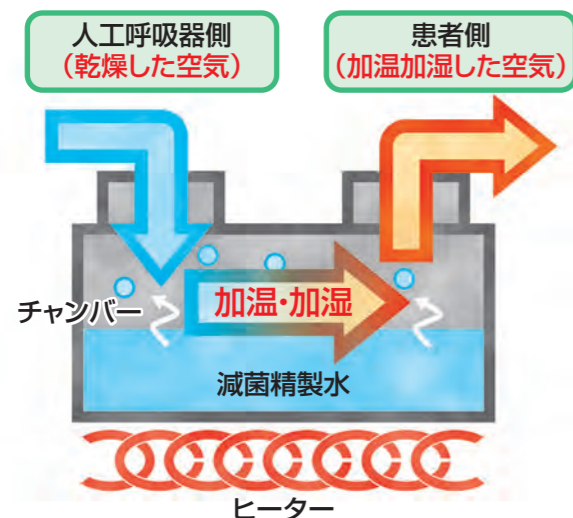 人工呼吸器側
(乾燥した空気)
患者側
(加温加湿した空気)
チャンバー
加温・加湿
減菌精製水
ヒーター